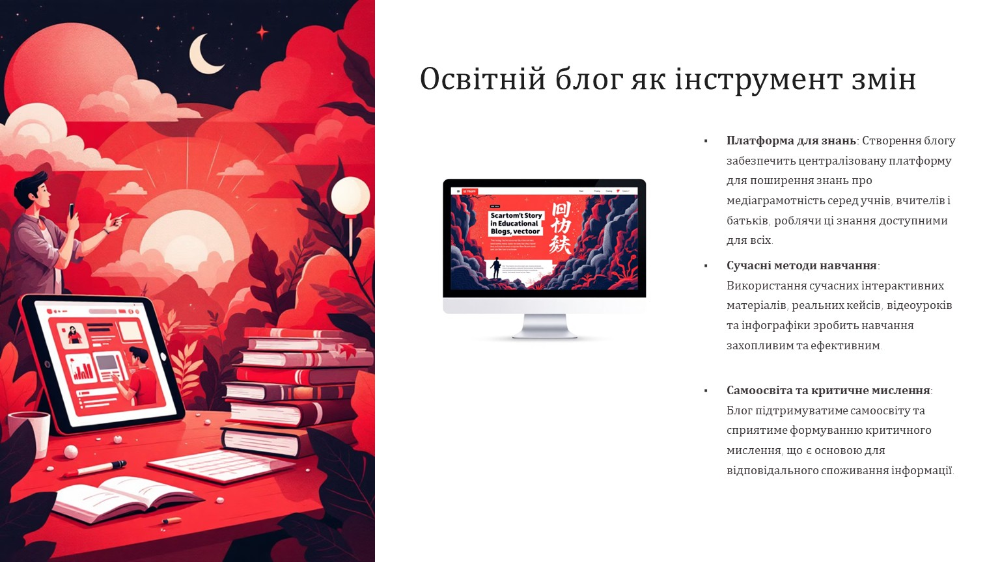 Освітній блог як інструмент змін
Scartom't Story
in Educational
Blogs, vectoor
▪ Платформа для знань: Створення блогу
забезпечить централізовану платформу
для поширення знань про
медіаграмотність серед учнів, вчителів і
батьків, роблячи ці знання доступними
для всіх.
▪ Сучасні методи навчання:
Використання сучасних інтерактивних
матеріалів, реальних кейсів, відеоуроків
та інфографіки зробить навчання
захопливим та ефективним.
▪ Самоосвіта та критичне мислення:
Блог підтримуватиме самоосвіту та
сприятиме формуванню критичного
мислення, що є основою для
відповідального споживання інформації.